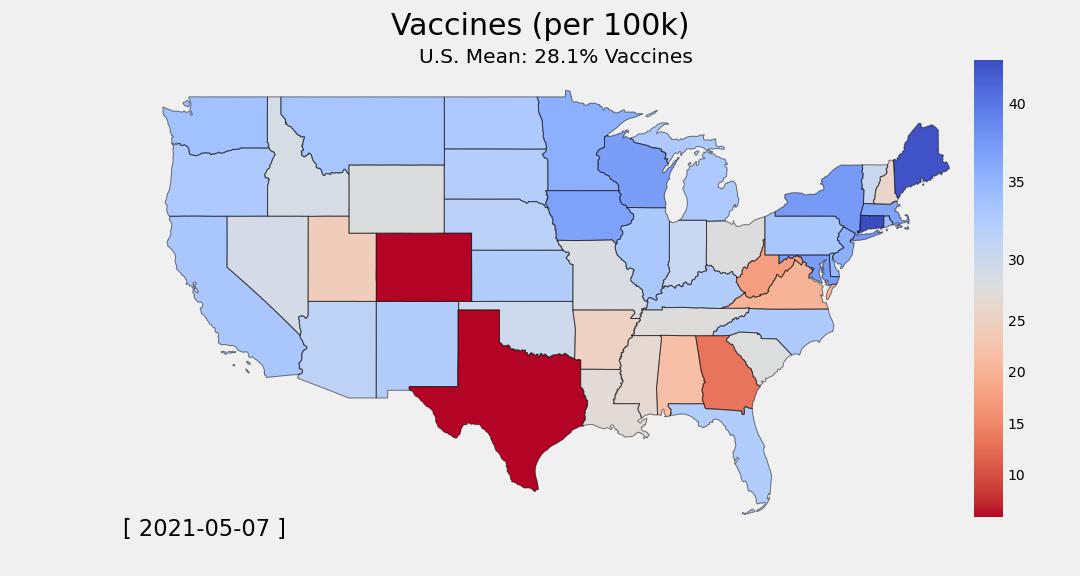 Vaccines (per 100k)
U.S. Mean: 28.1% Vaccines
40
35
30
25
20
15
10
[ 2021-05-07 ]